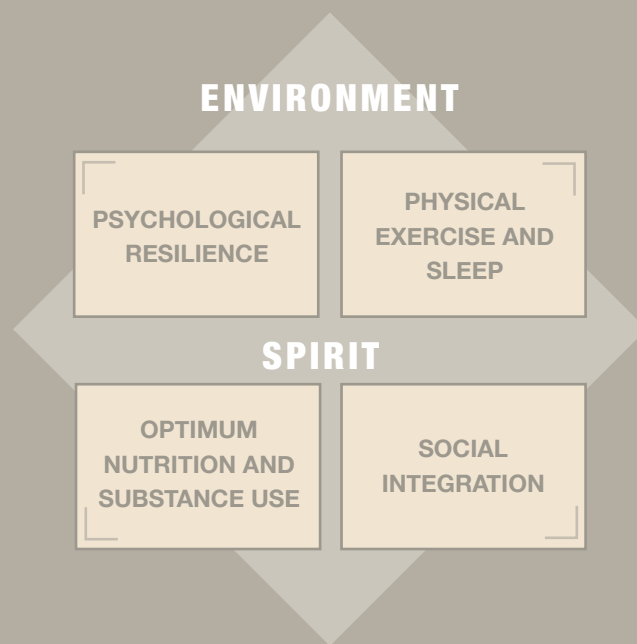 ENVIRONMENT
PSYCHOLOGICAL
RESILIENCE
PHYSICAL
EXERCISE AND
SLEEP
SPIRIT
OPTIMUM
NUTRITION AND
SUBSTANCE USE
SOCIAL
INTEGRATION